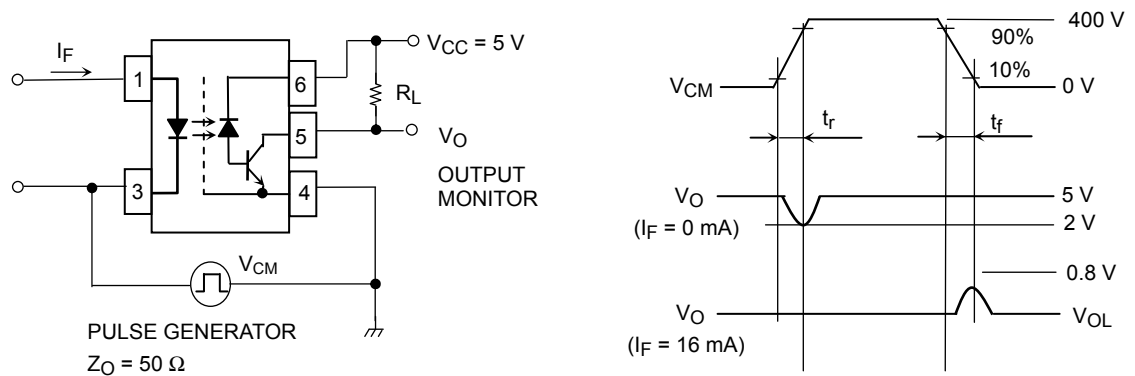 I_F
1
6
V_CC = 5 V
R_L
5
V_O
3
4
OUTPUT
MONITOR
V_CM
PULSE GENERATOR
Z_O = 50 Ω
400 V
90%
10%
V_CM
0 V
t_r
t_f
V_O
5 V
(I_F = 0 mA)
2 V
0.8 V
V_O
V_OL
(I_F = 16 mA)